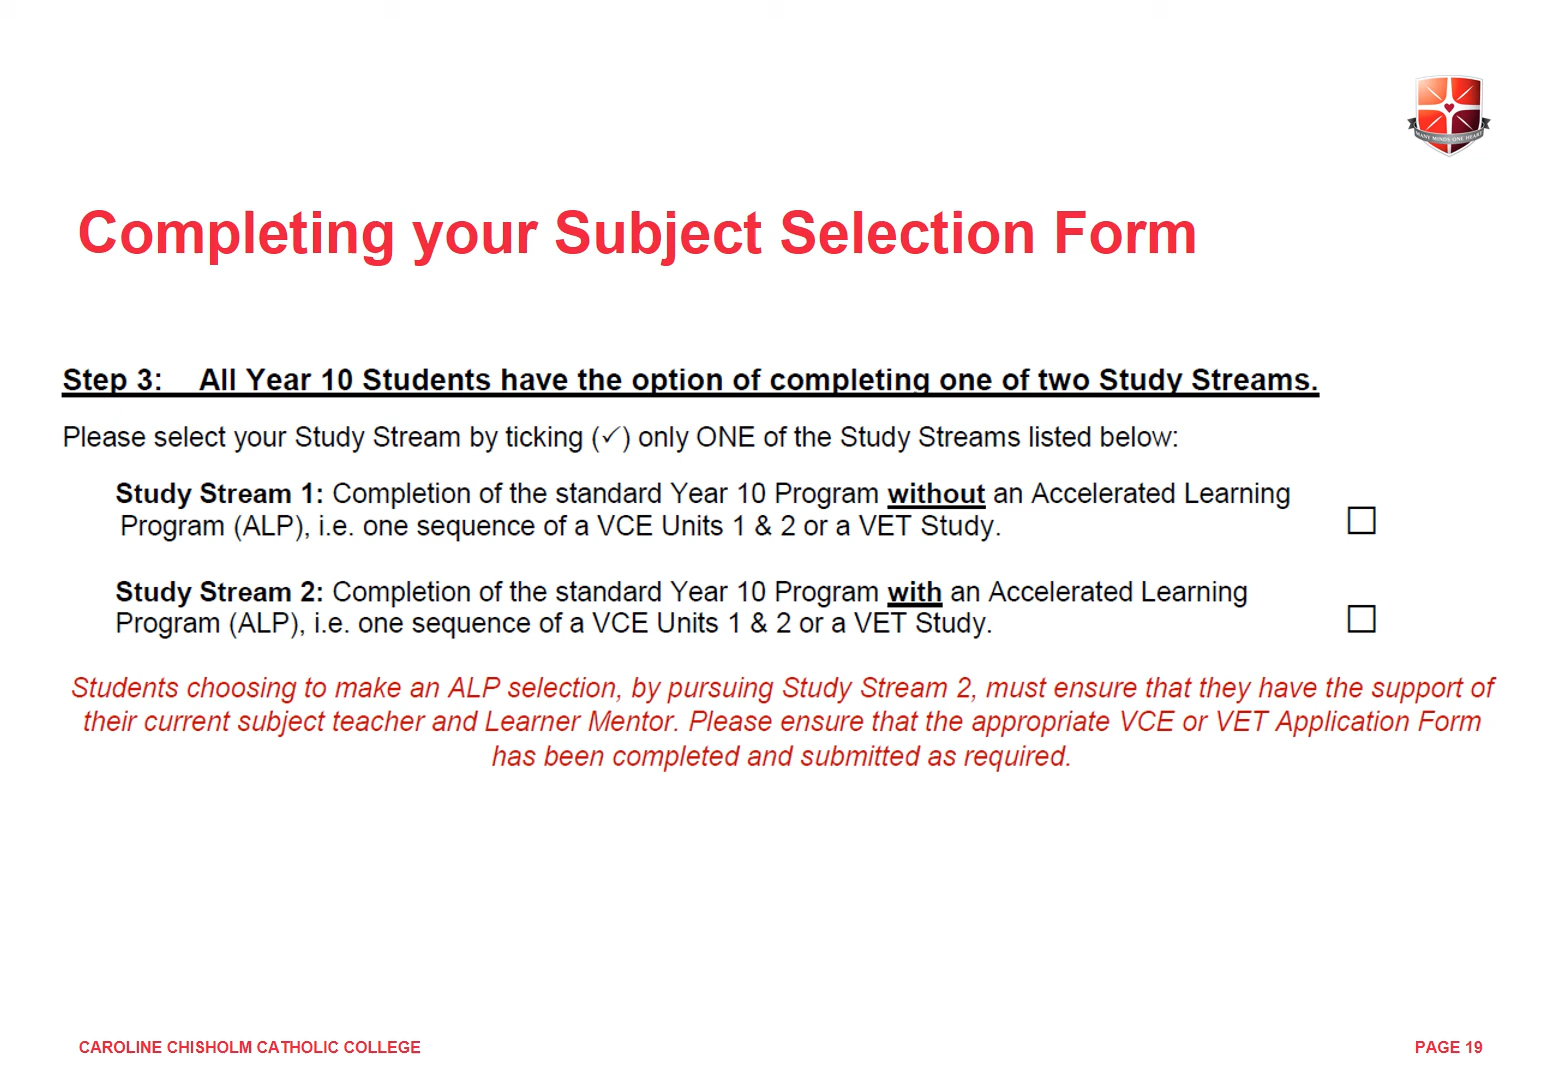 MANY MINDS ONE HEART
Completing your Subject Selection Form
Step 3: All Year 10 Students have the option of completing one of two Study Streams.
Please select your Study Stream by ticking (✓) only ONE of the Study Streams listed below:
Study Stream 1: Completion of the standard Year 10 Program without an Accelerated Learning
Program (ALP), i.e. one sequence of a VCE Units 1 & 2 or a VET Study.
Study Stream 2: Completion of the standard Year 10 Program with an Accelerated Learning
Program (ALP), i.e. one sequence of a VCE Units 1 & 2 or a VET Study.
Students choosing to make an ALP selection, by pursuing Study Stream 2, must ensure that they have the support of
their current subject teacher and Learner Mentor. Please ensure that the appropriate VCE or VET Application Form
has been completed and submitted as required.
CAROLINE CHISHOLM CATHOLIC COLLEGE
PAGE 19